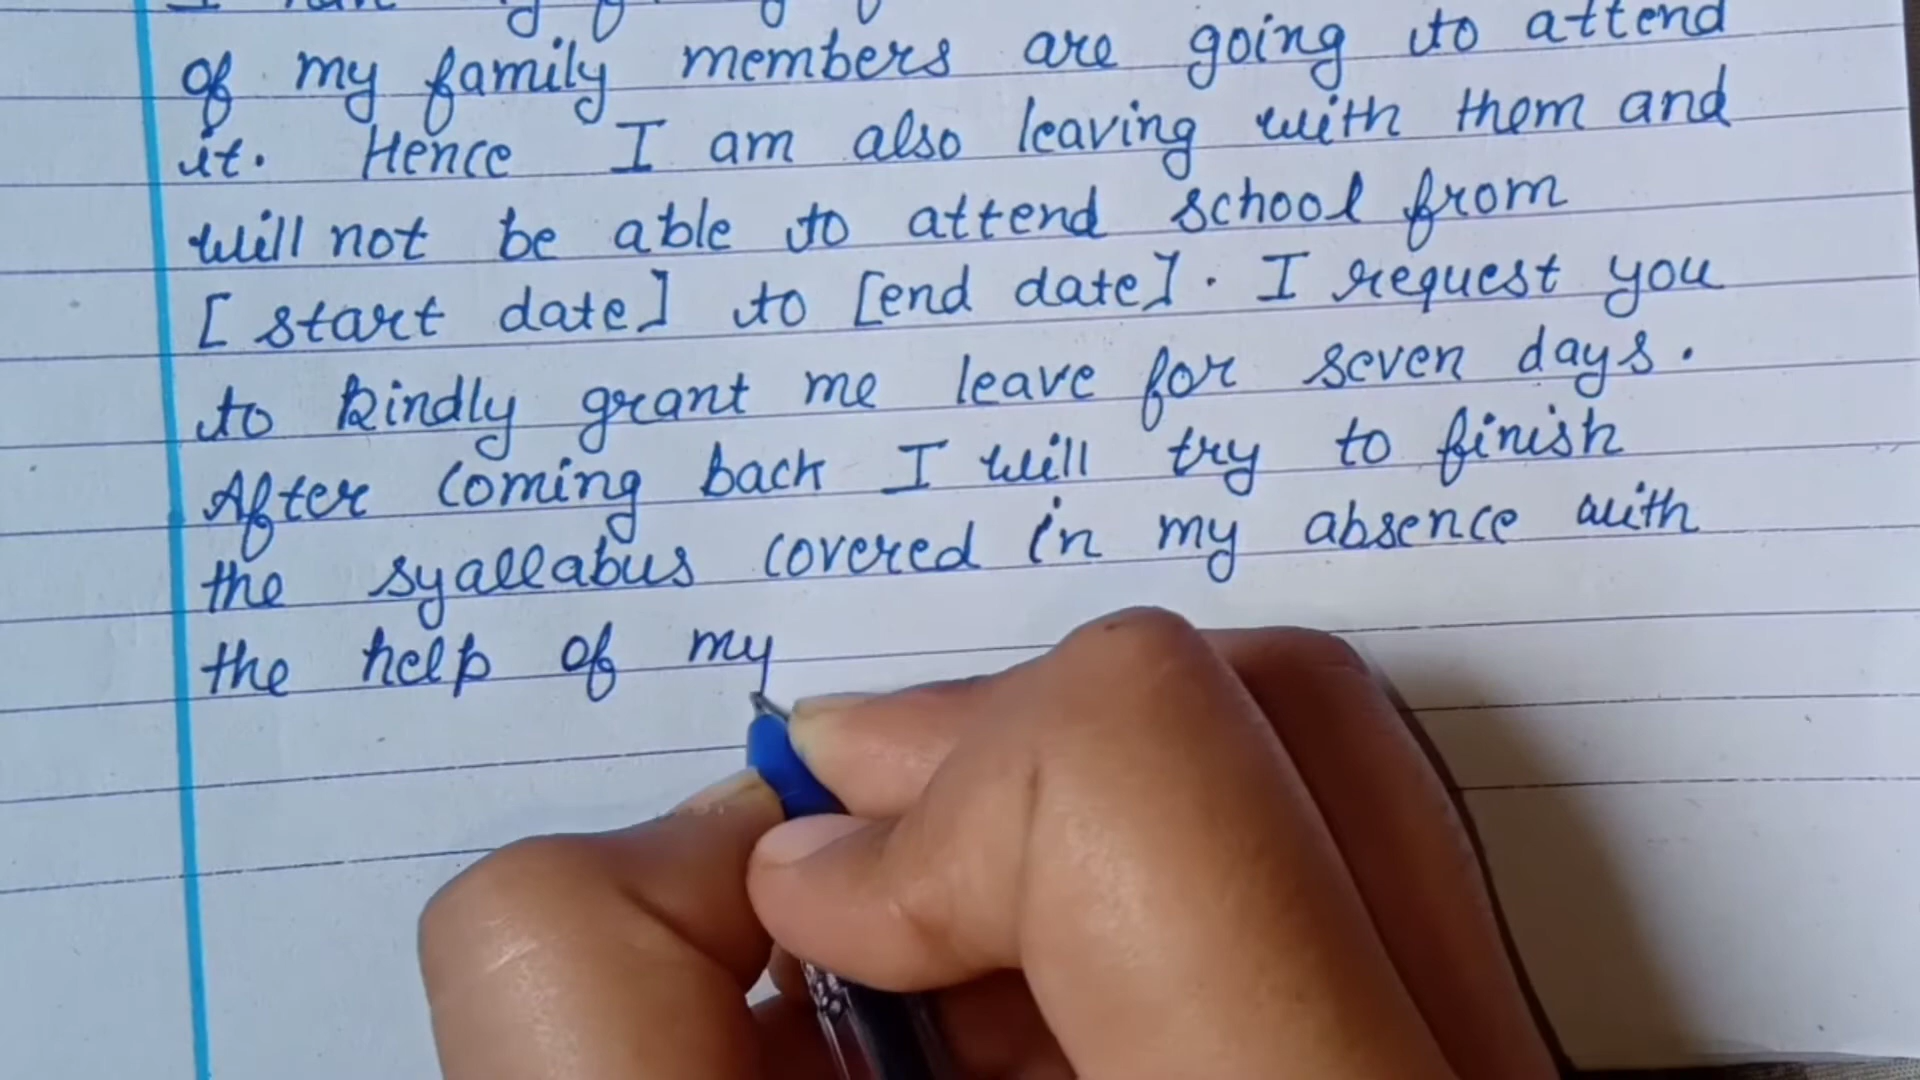 of my family members are going to attend
it. Hence I am also leaving with them and
will not be able to attend school from
[start date] to [end date]. I request you
to kindly grant me leave for seven days.
After coming back I will try to finish
the syallabus covered in my absence with
the help of my